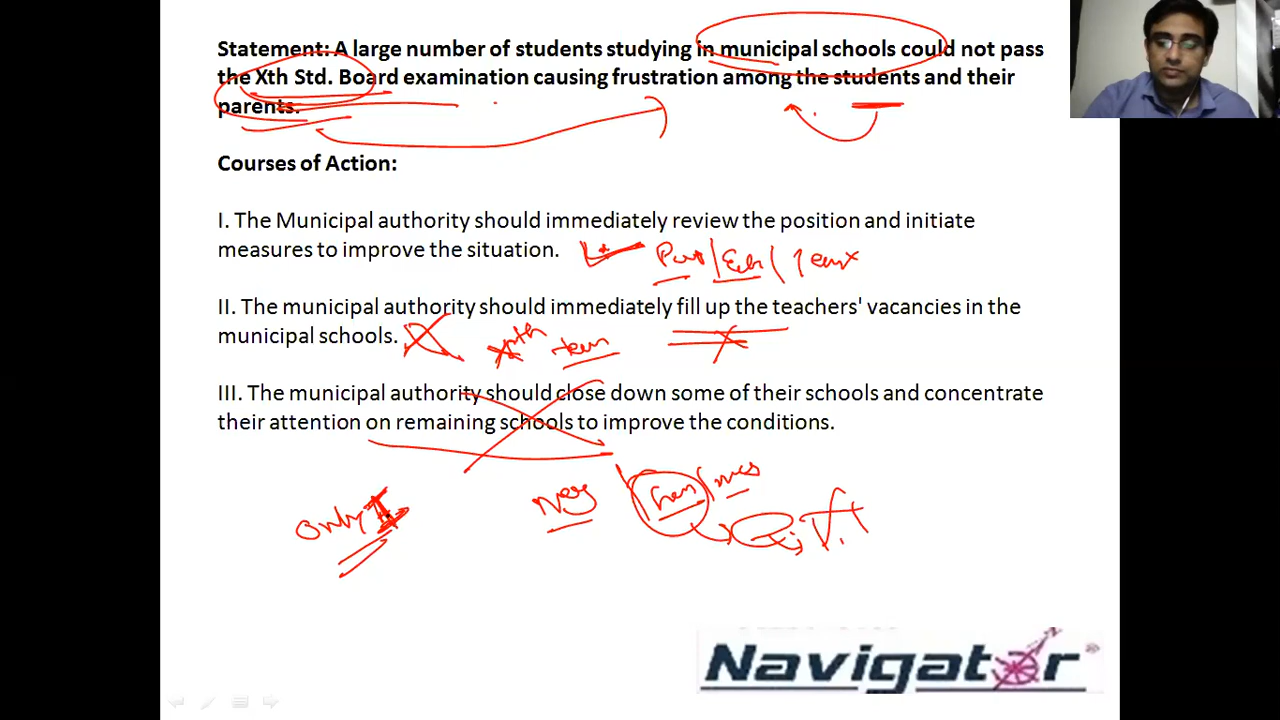 Statement: A large number of students studying in municipal schools could not pass
the Xth Std. Board examination causing frustration among the students and their
parents.
Courses of Action:
I. The Municipal authority should immediately review the position and initiate
measures to improve the situation.
II. The municipal authority should immediately fill up the teachers' vacancies in the
municipal schools.
III. The municipal authority should close down some of their schools and concentrate
their attention on remaining schools to improve the conditions.
Only I
Neg
Navigator